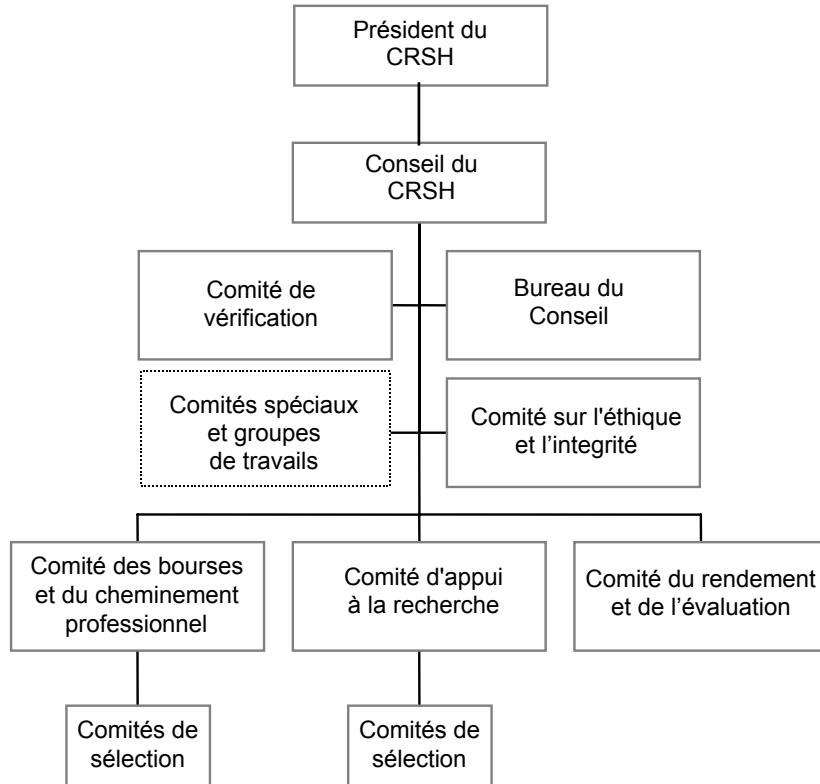 Président du
CRSH
Conseil du
CRSH
Comité de
vérification
Bureau du
Conseil
Comités spéciaux
et groupes
de travails
Comité sur l'éthique
et l’integrité
Comité des bourses
et du cheminement
professionnel
Comité d'appui
à la recherche
Comité du rendement
et de l’évaluation
Comités de
sélection
Comités de
sélection